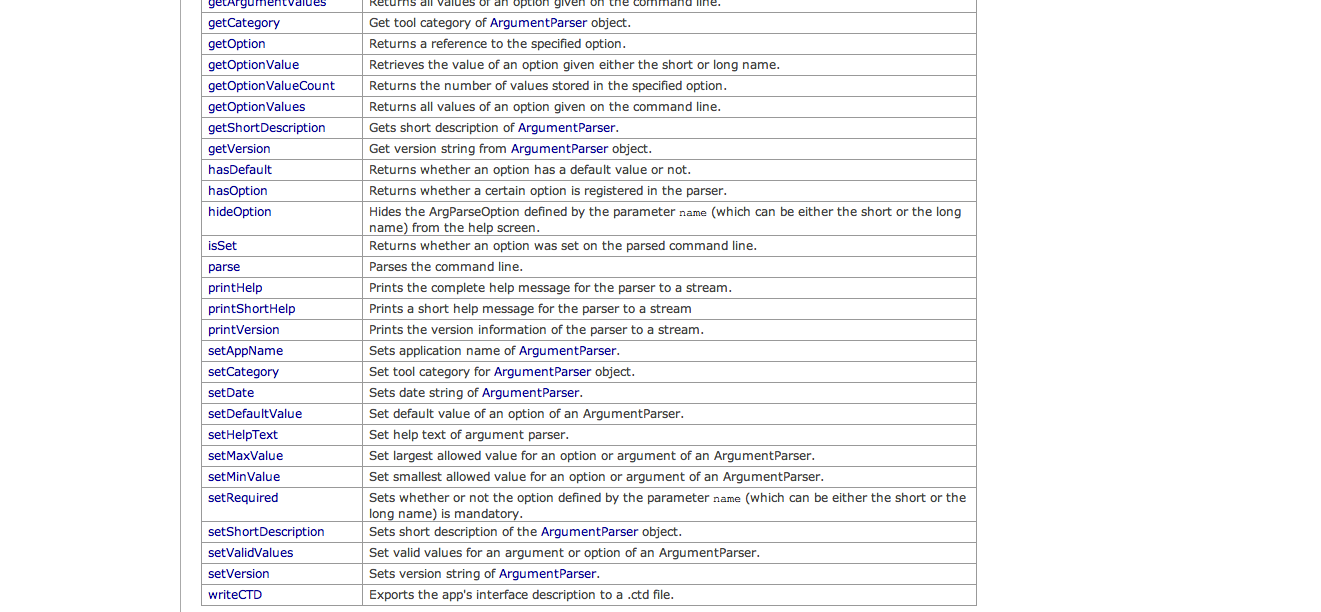 getArgumentValues Returns all values of an option given on the command line.
getCategory Get tool category of ArgumentParser object.
getOption Returns a reference to the specified option.
getOptionValue Retrieves the value of an option given either the short or long name.
getOptionValueCount Returns the number of values stored in the specified option.
getOptionValues Returns all values of an option given on the command line.
getShortDescription Gets short description of ArgumentParser.
getVersion Get version string from ArgumentParser object.
hasDefault Returns whether an option has a default value or not.
hasOption Returns whether a certain option is registered in the parser.
hideOption Hides the ArgParseOption defined by the parameter name (which can be either the short or the long
name) from the help screen.
isSet Returns whether an option was set on the parsed command line.
parse Parses the command line.
printHelp Prints the complete help message for the parser to a stream.
printShortHelp Prints a short help message for the parser to a stream
printVersion Prints the version information of the parser to a stream.
setAppName Sets application name of ArgumentParser.
setCategory Set tool category for ArgumentParser object.
setDate Sets date string of ArgumentParser.
setDefaultValue Set default value of an option of an ArgumentParser.
setHelpText Set help text of argument parser.
setMaxValue Set largest allowed value for an option or argument of an ArgumentParser.
setMinValue Set smallest allowed value for an option or argument of an ArgumentParser.
setRequired Sets whether or not the option defined by the parameter name (which can be either the short or the
long name) is mandatory.
setShortDescription Sets short description of the ArgumentParser object.
setValidValues Set valid values for an argument or option of an ArgumentParser.
setVersion Sets version string of ArgumentParser.
writeCTD Exports the app's interface description to a .ctd file.